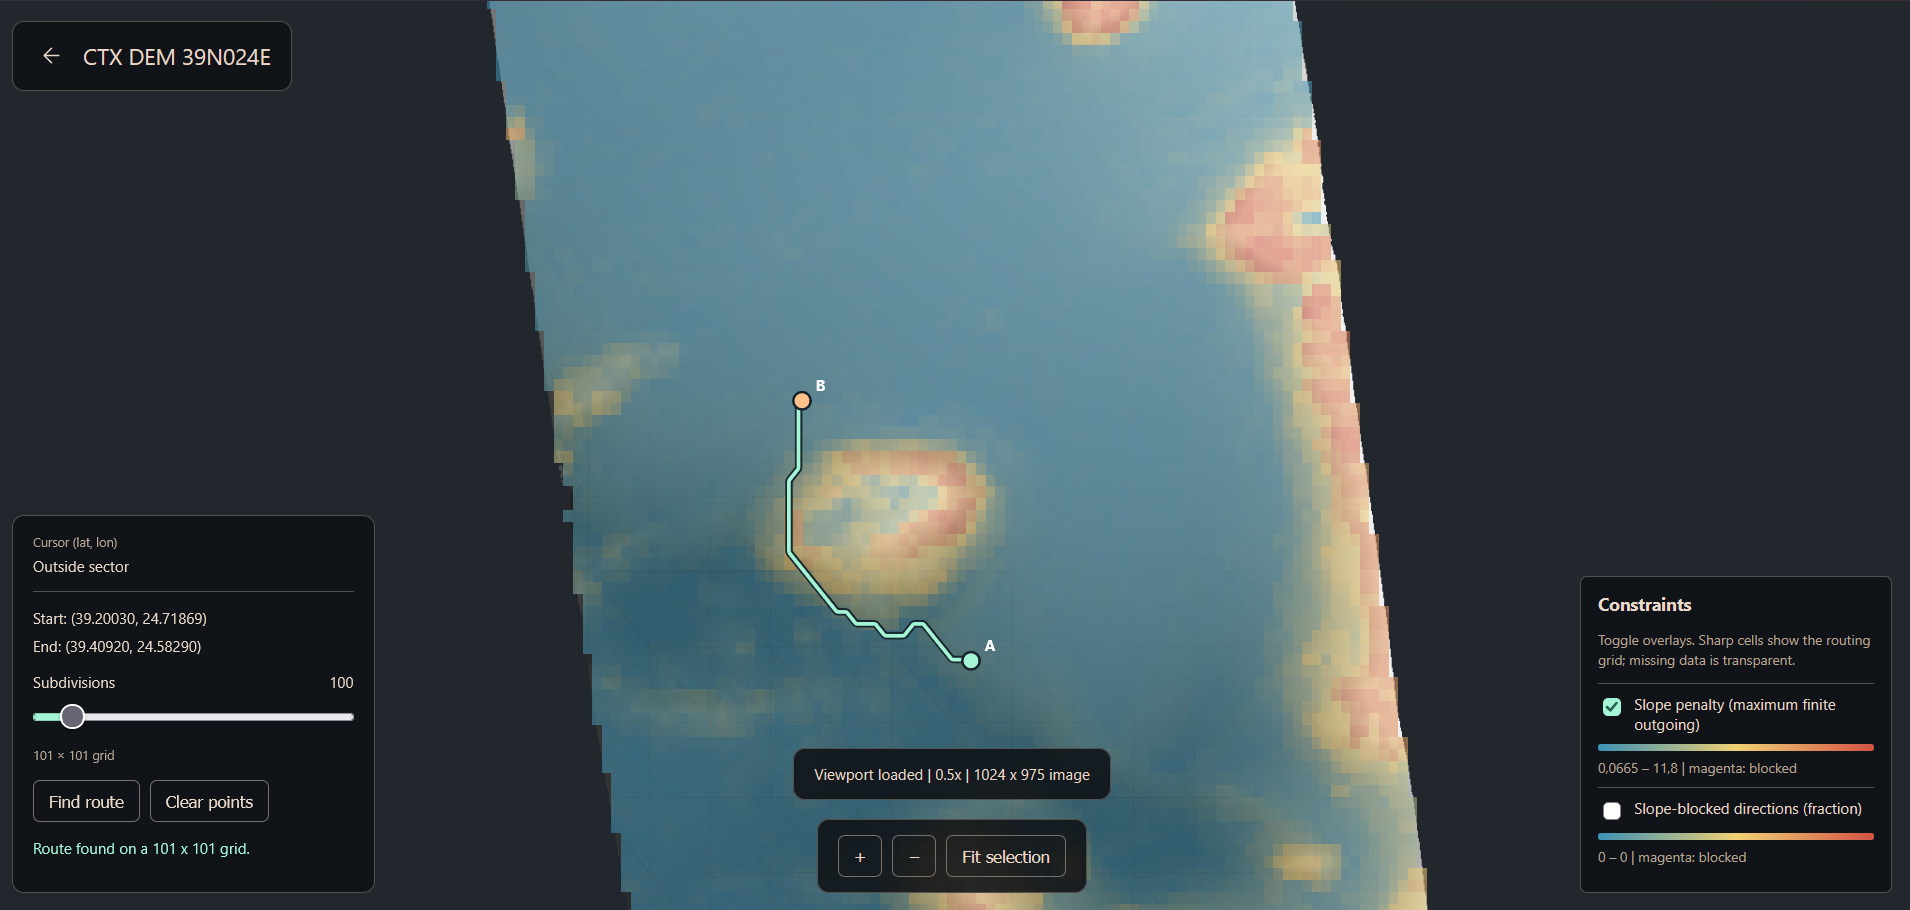 CTX DEM 39N024E
B
A
Cursor (lat, lon)
Outside sector
Start: (39.20030, 24.71869)
End: (39.40920, 24.58290)
Subdivisions 100
101 × 101 grid
Find route Clear points
Route found on a 101 x 101 grid.
Viewport loaded | 0.5x | 1024 x 975 image
+ − Fit selection
Constraints
Toggle overlays. Sharp cells show the routing
grid; missing data is transparent.
Slope penalty (maximum finite
outgoing)
0,0665 – 11,8 | magenta: blocked
Slope-blocked directions (fraction)
0 – 0 | magenta: blocked